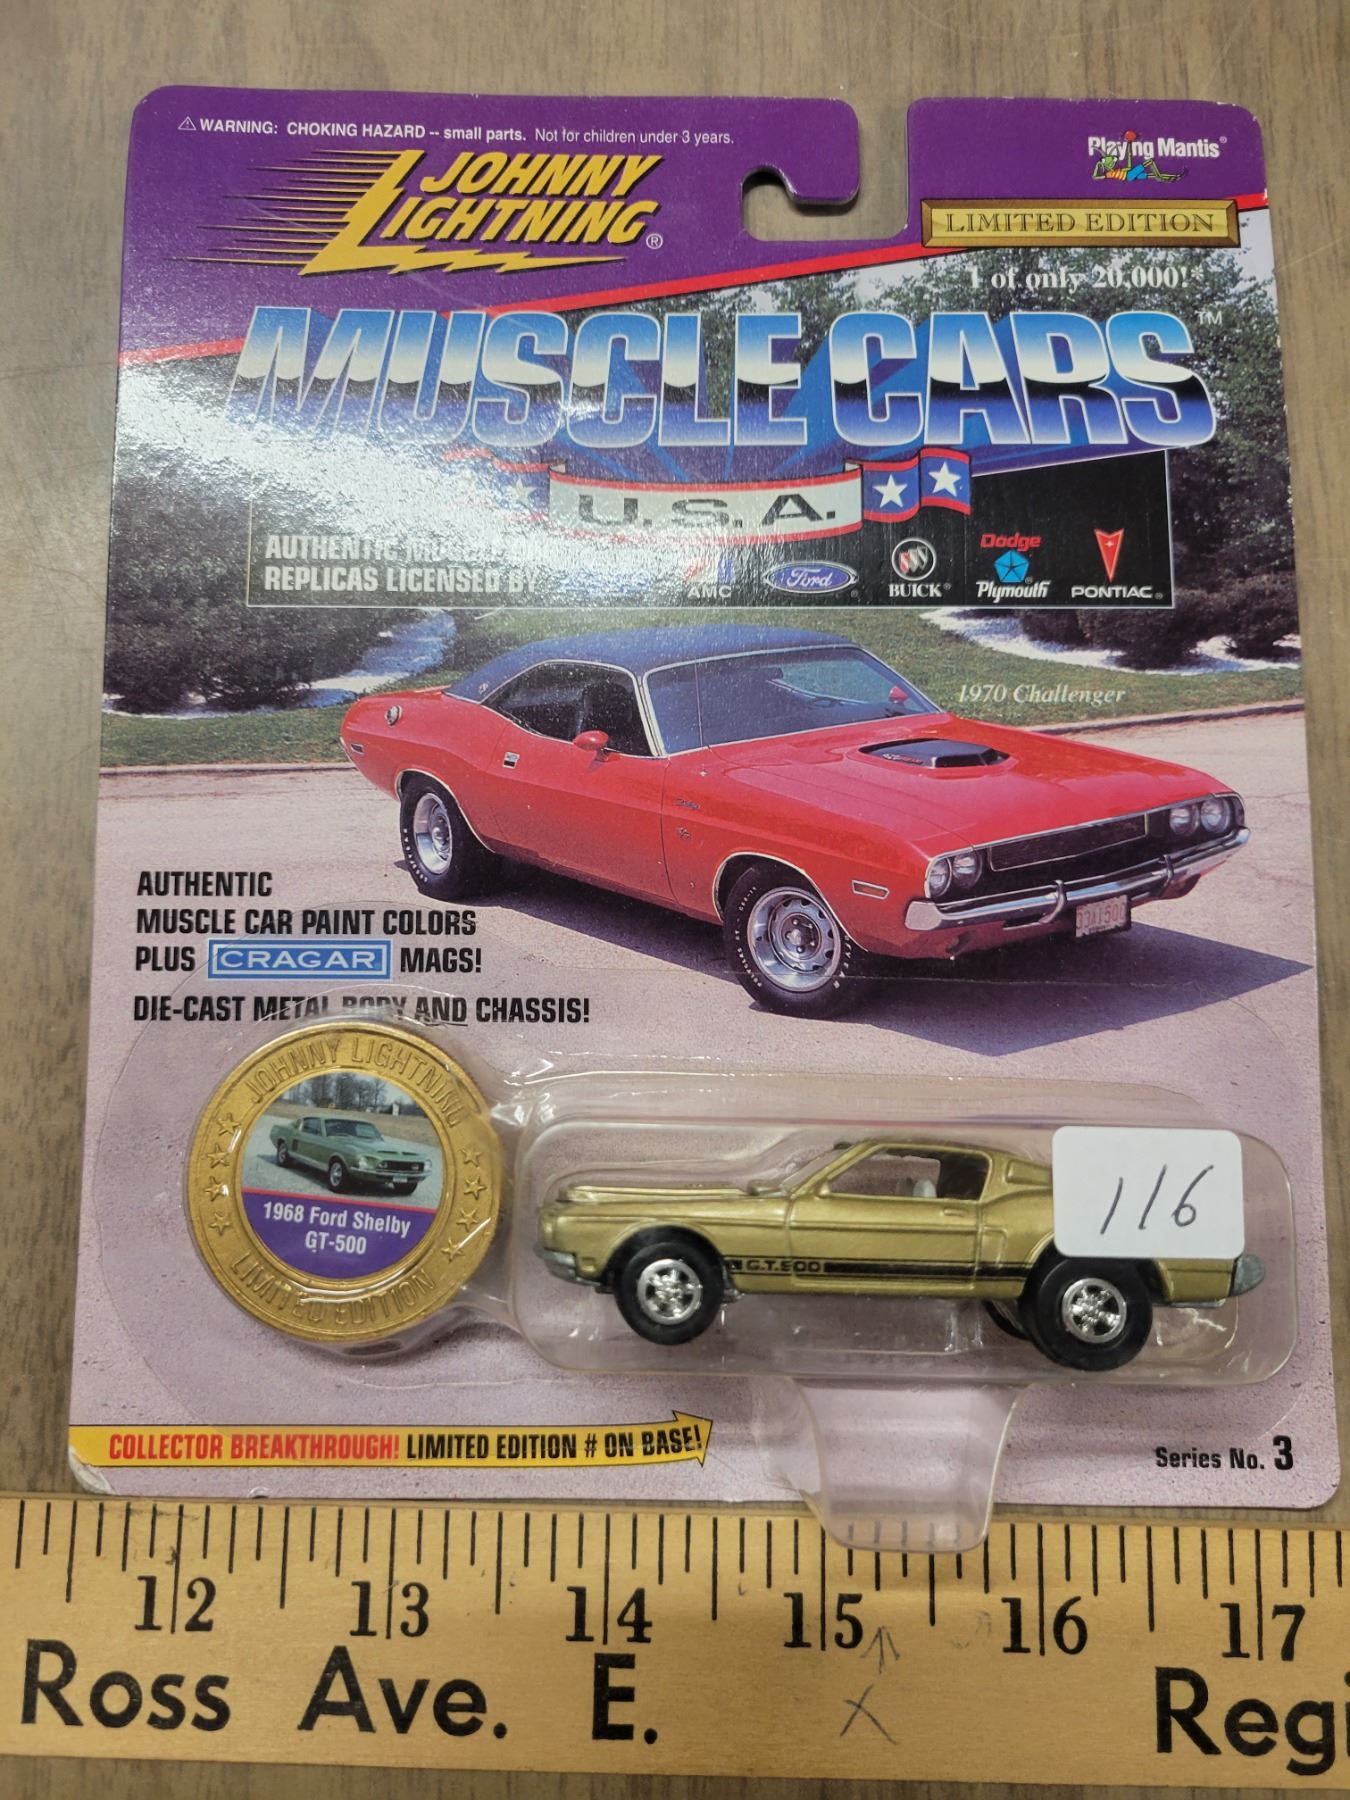 WARNING: CHOKING HAZARD -- small parts. Not for children under 3 years.
JOHNNY
LIGHTNING®
Playing Mantis®
LIMITED EDITION
1 of only 20,000!*
MUSCLE CARS™
U.S.A.
AUTHENTIC
REPLICAS LICENSED BY
AMC
Ford
BUICK®
Dodge
Plymouth
PONTIAC®
1970 Challenger
AUTHENTIC
MUSCLE CAR PAINT COLORS
PLUS CRAGAR MAGS!
DIE-CAST METAL BODY AND CHASSIS!
JOHNNY LIGHTNING
1968 Ford Shelby
GT-500
LIMITED EDITION
G.T.500
116
COLLECTOR BREAKTHROUGH! LIMITED EDITION # ON BASE!
Series No. 3
12 13 14 15 16 17
X
Ross Ave. E. Regi